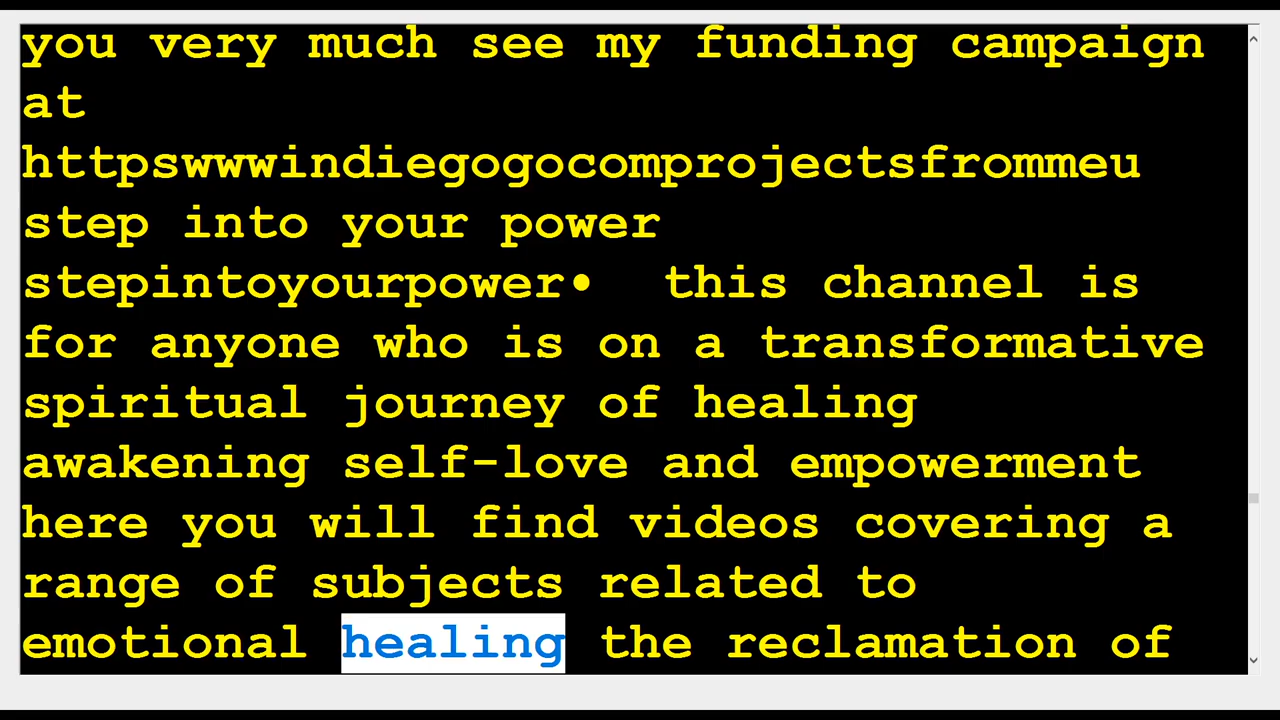 you very much see my funding campaign
at
httpswwwindiegogocomprojectsfrommeu
step into your power
stepintoyourpower•  this channel is
for anyone who is on a transformative
spiritual journey of healing
awakening self-love and empowerment
here you will find videos covering a
range of subjects related to
emotional healing the reclamation of